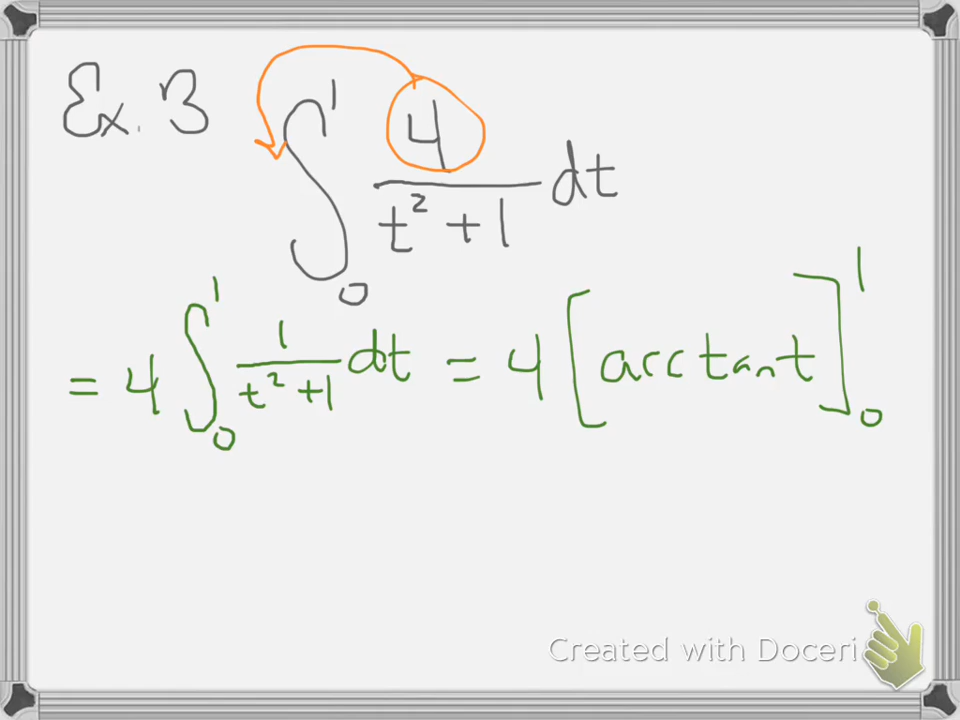 Ex. 3 ∫₀¹ 4/(t² + 1) dt
= 4 ∫₀¹ 1/(t² + 1) dt = 4 [arctan t]₀¹
Created with Doceri